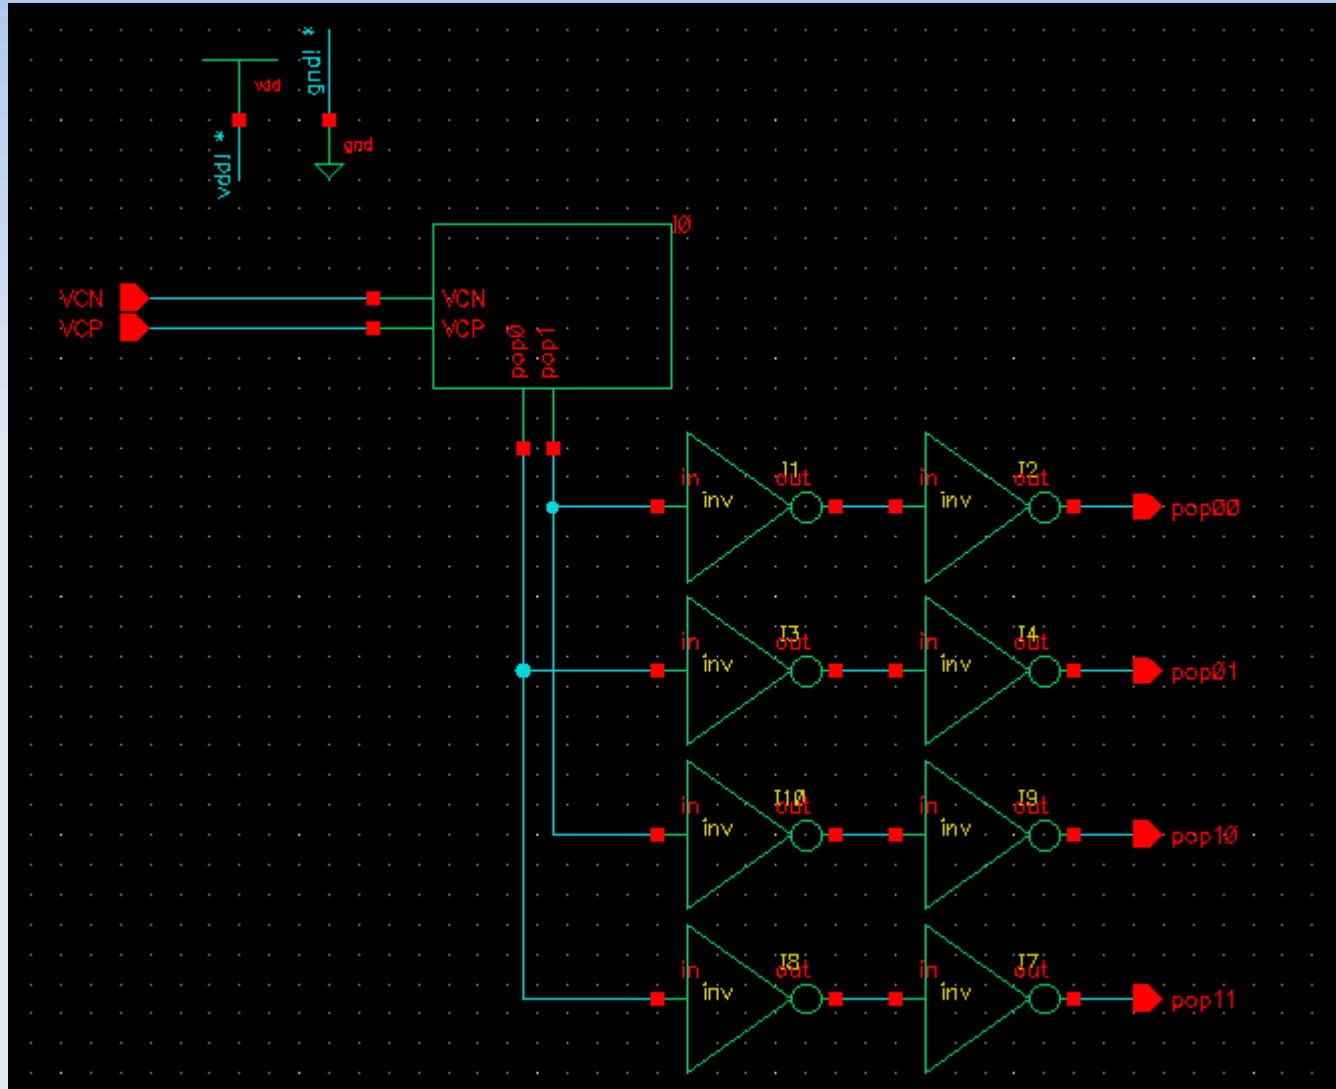 vdd
vdd! *
gnd! *
gnd
I0
VCN
VCN
VCP
VCP
pop0
pop1
I1
in
out
inv
I2
in
out
inv
pop00
I3
in
out
inv
I4
in
out
inv
pop01
I10
in
out
inv
I9
in
out
inv
pop10
I8
in
out
inv
I7
in
out
inv
pop11